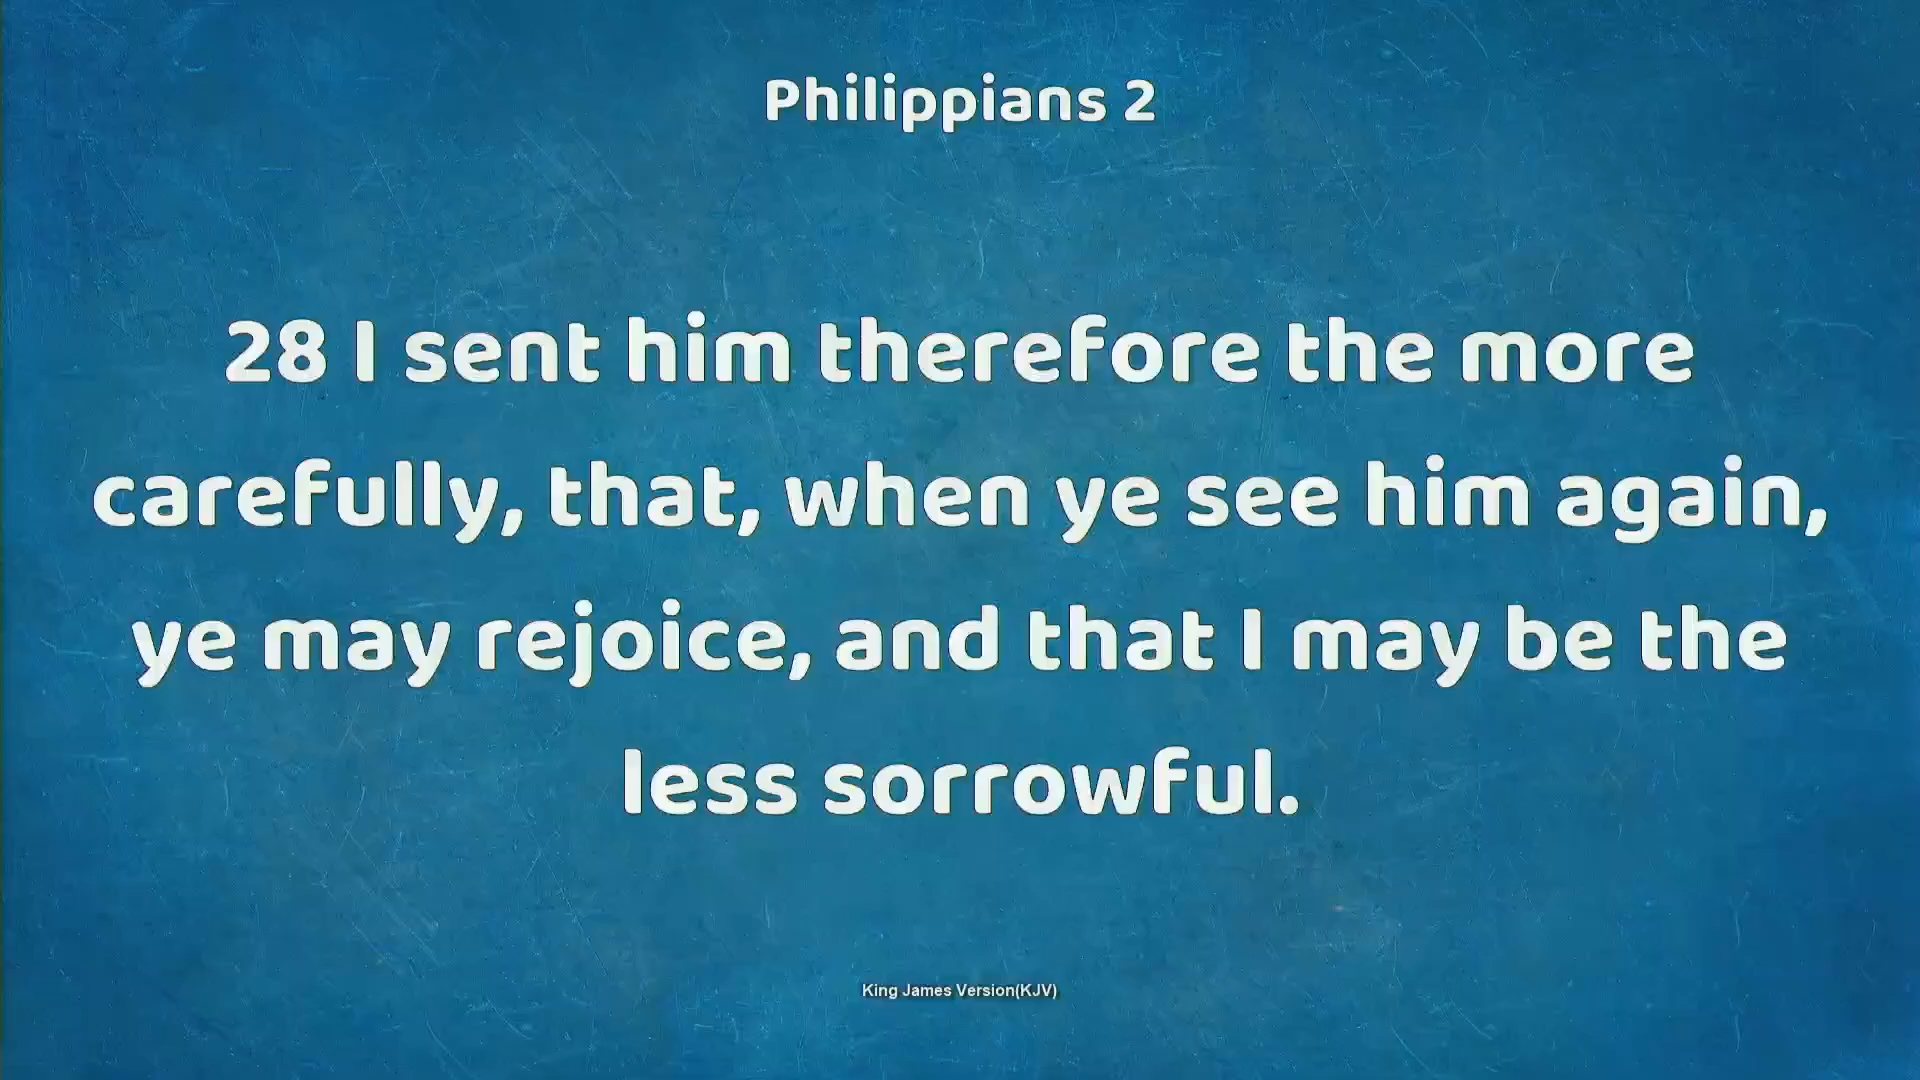 Philippians 2
28 I sent him therefore the more
carefully, that, when ye see him again,
ye may rejoice, and that I may be the
less sorrowful.
King James Version(KJV)